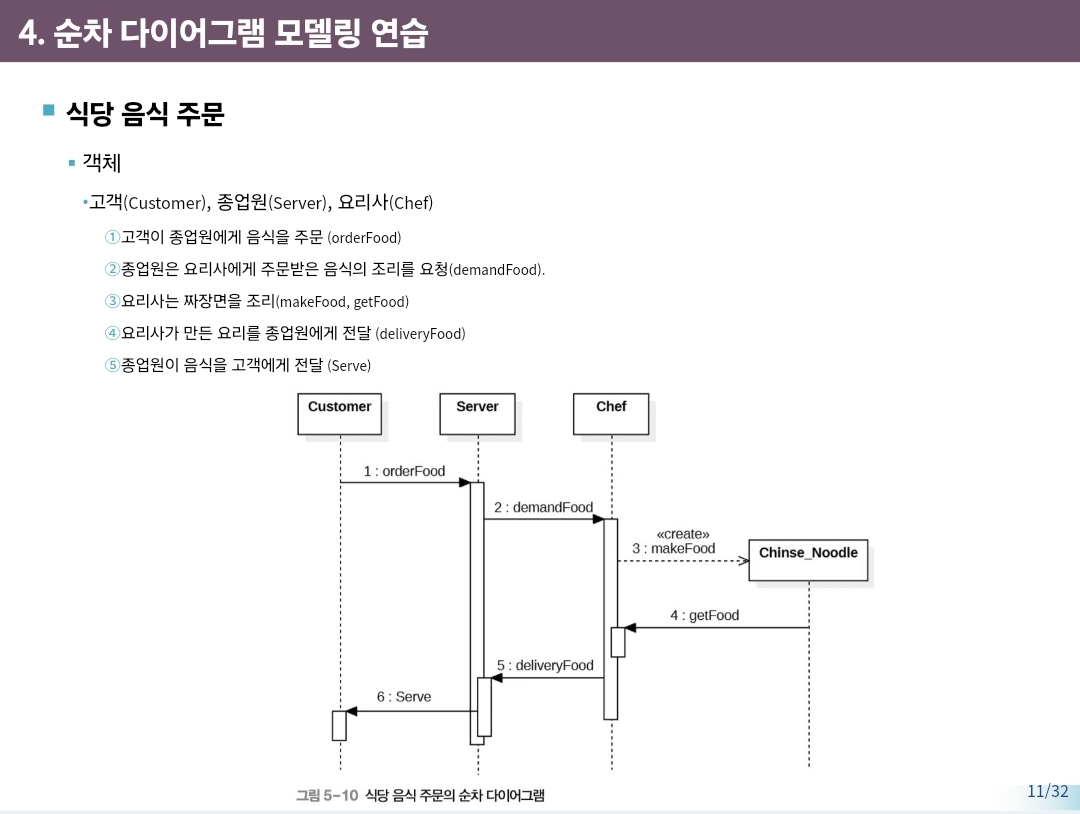 4. 순차 다이어그램 모델링 연습
식당 음식 주문
객체
•고객(Customer), 종업원(Server), 요리사(Chef)
①고객이 종업원에게 음식을 주문 (orderFood)
②종업원은 요리사에게 주문받은 음식의 조리를 요청(demandFood).
③요리사는 짜장면을 조리(makeFood, getFood)
④요리사가 만든 요리를 종업원에게 전달 (deliveryFood)
⑤종업원이 음식을 고객에게 전달 (Serve)
Customer
Server
Chef
1 : orderFood
2 : demandFood
«create»
3 : makeFood
Chinse_Noodle
4 : getFood
5 : deliveryFood
6 : Serve
그림 5-10 식당 음식 주문의 순차 다이어그램
11/32